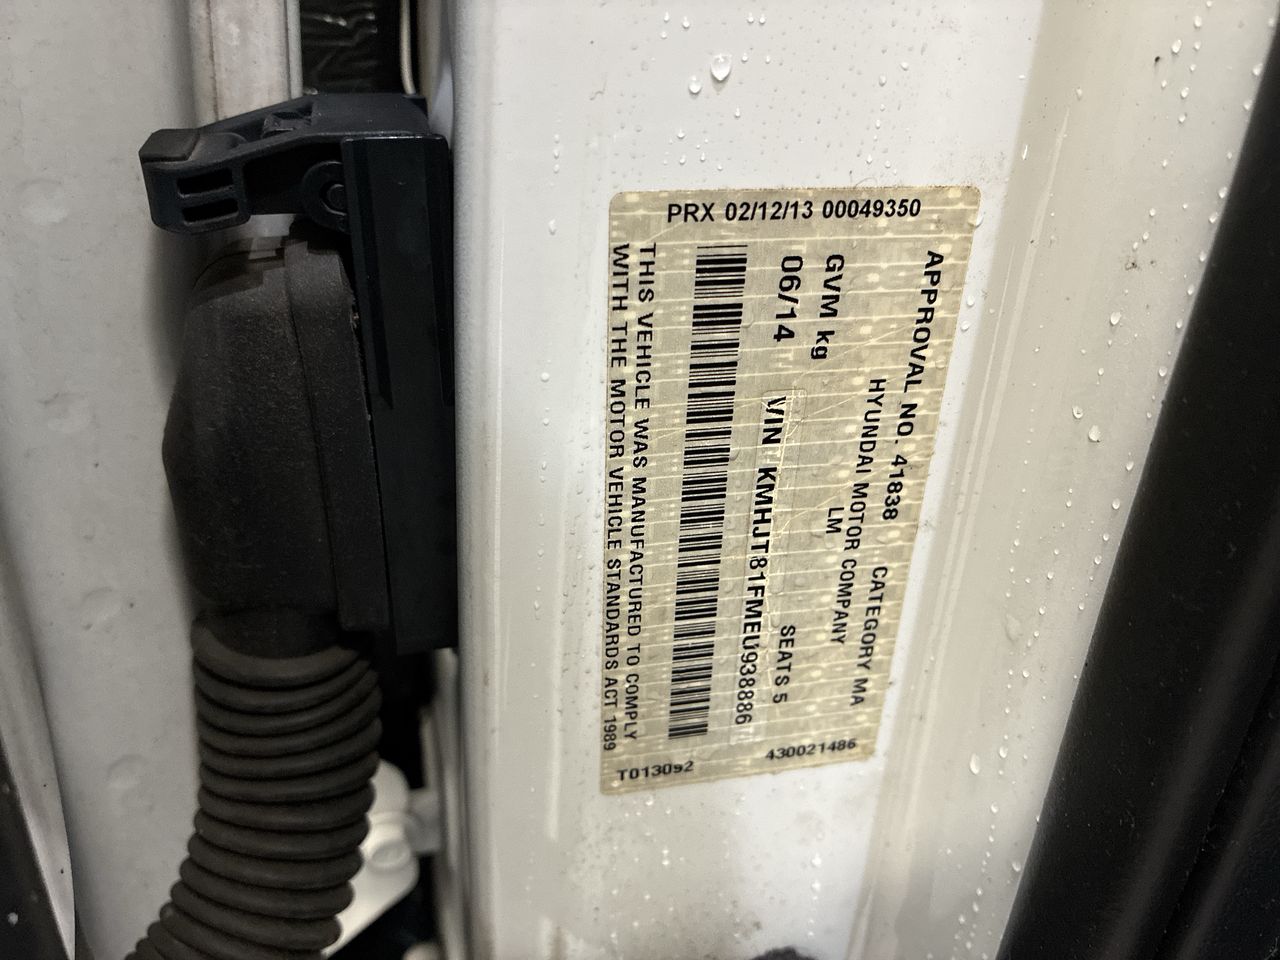 PRX 02/12/13 00049350
APPROVAL NO. 41838 CATEGORY MA
HYUNDAI MOTOR COMPANY
LM
GVM kg
06/14 SEATS 5
VIN KMHJT81FMEU938886
THIS VEHICLE WAS MANUFACTURED TO COMPLY
WITH THE MOTOR VEHICLE STANDARDS ACT 1989
T013092 430021486